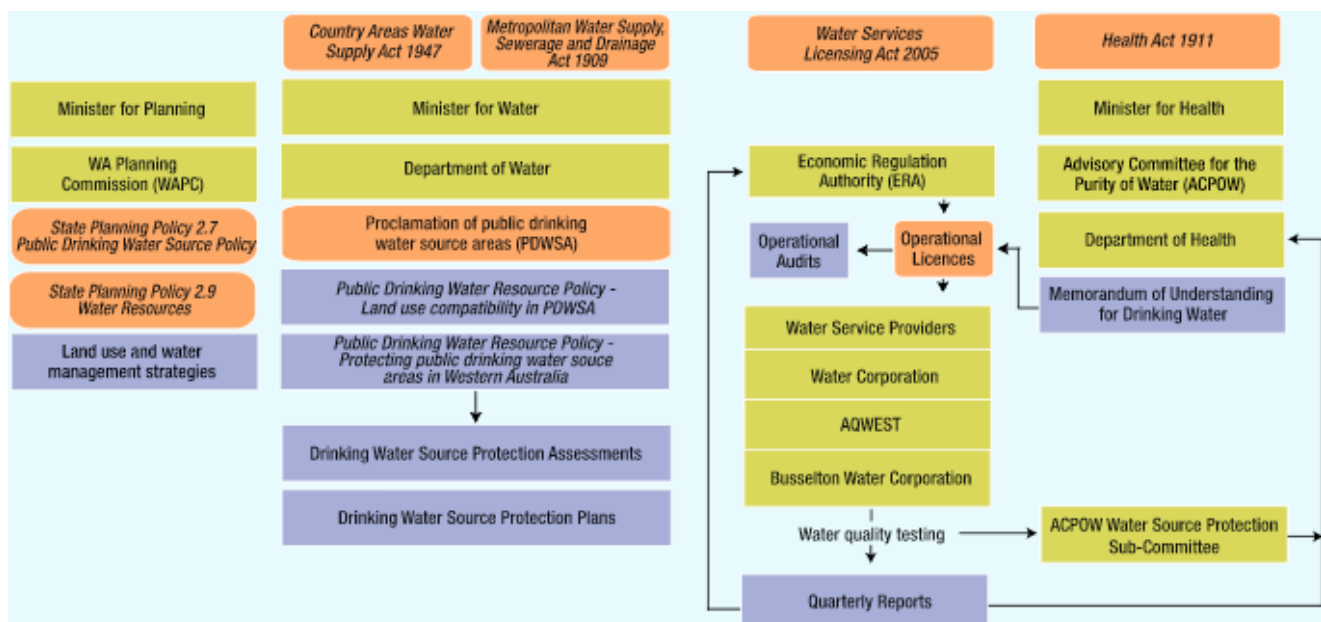 Country Areas Water
Supply Act 1947
Metropolitan Water Supply,
Sewerage and Drainage
Act 1909
Water Services
Licensing Act 2005
Health Act 1911
Minister for Planning
Minister for Water
Minister for Health
WA Planning
Commission (WAPC)
Department of Water
Economic Regulation
Authority (ERA)
Advisory Committee for the
Purity of Water (ACPOW)
State Planning Policy 2.7
Public Drinking Water Source Policy
Proclamation of public drinking
water source areas (PDWSA)
Operational
Audits
Operational
Licences
Department of Health
State Planning Policy 2.9
Water Resources
Public Drinking Water Resource Policy -
Land use compatibility in PDWSA
Memorandum of Understanding
for Drinking Water
Land use and water
management strategies
Public Drinking Water Resource Policy -
Protecting public drinking water souce
areas in Western Australia
Water Service Providers
Water Corporation
AQWEST
Busselton Water Corporation
Drinking Water Source Protection Assessments
Drinking Water Source Protection Plans
Water quality testing
ACPOW Water Source Protection
Sub-Committee
Quarterly Reports